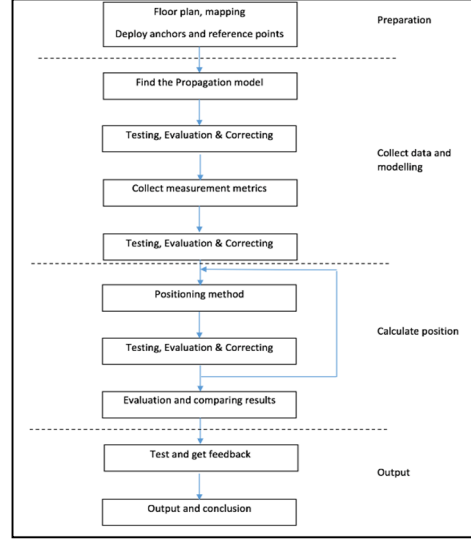 Floor plan, mapping
Deploy anchors and reference points
Preparation
Find the Propagation model
Testing, Evaluation & Correcting
Collect data and
modelling
Collect measurement metrics
Testing, Evaluation & Correcting
Positioning method
Calculate position
Testing, Evaluation & Correcting
Evaluation and comparing results
Test and get feedback
Output
Output and conclusion